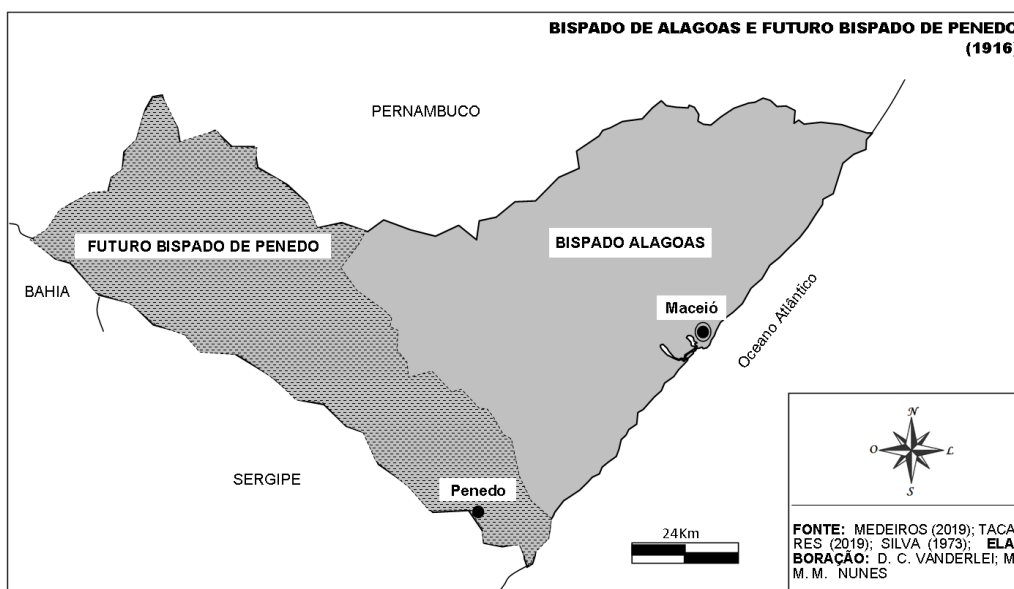 BISPADO DE ALAGOAS E FUTURO BISPADO DE PENEDO
(1916)
PERNAMBUCO
FUTURO BISPADO DE PENEDO
BISPADO ALAGOAS
BAHIA
Maceió
Oceano Atlântico
SERGIPE
Penedo
24Km
N
O
L
S
FONTE: MEDEIROS (2019); TACA
RES (2019); SILVA (1973); ELA
BORAÇÃO: D. C. VANDERLEI; M
M. M. NUNES